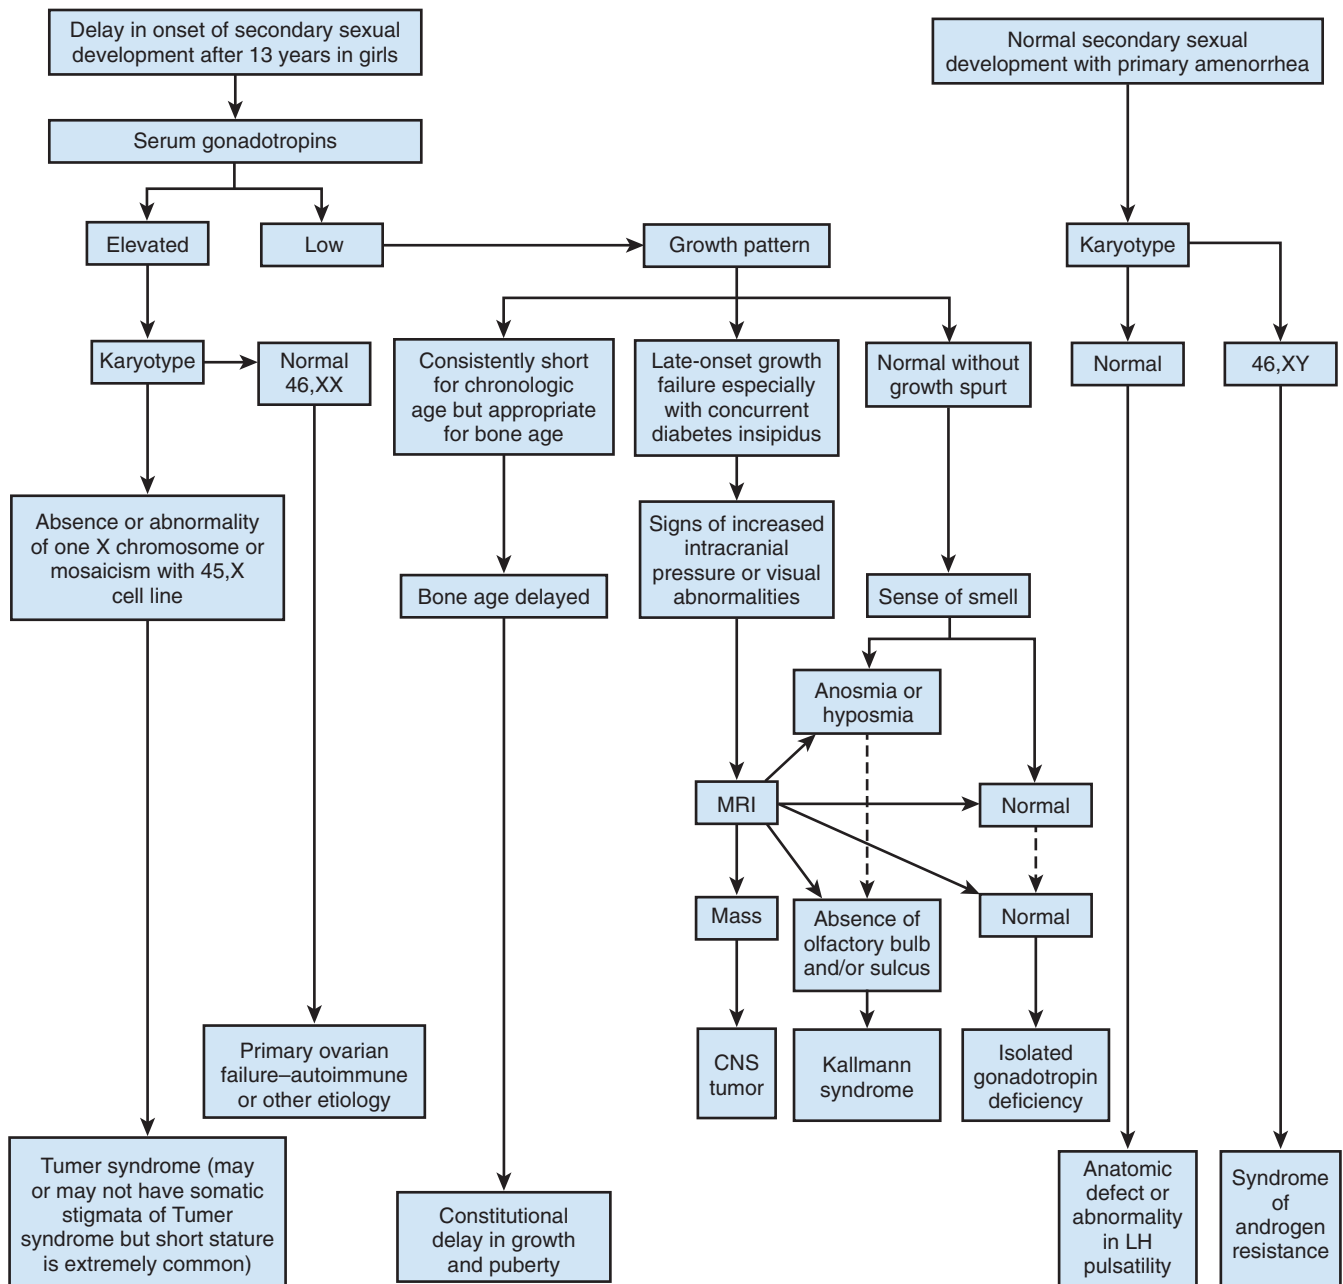 Delay in onset of secondary sexual
development after 13 years in girls
Normal secondary sexual
development with primary amenorrhea
Serum gonadotropins
Elevated
Low
Growth pattern
Karyotype
Karyotype
Normal
46,XX
Consistently short
for chronologic
age but appropriate
for bone age
Late-onset growth
failure especially
with concurrent
diabetes insipidus
Normal without
growth spurt
Normal
46,XY
Absence or abnormality
of one X chromosome or
mosaicism with 45,X
cell line
Bone age delayed
Signs of increased
intracranial
pressure or visual
abnormalities
Sense of smell
Anosmia or
hyposmia
MRI
Normal
Mass
Absence of
olfactory bulb
and/or sulcus
Normal
Primary ovarian
failure–autoimmune
or other etiology
CNS
tumor
Kallmann
syndrome
Isolated
gonadotropin
deficiency
Tumer syndrome (may
or may not have somatic
stigmata of Tumer
syndrome but short stature
is extremely common)
Constitutional
delay in growth
and puberty
Anatomic
defect or
abnormality
in LH
pulsatility
Syndrome
of
androgen
resistance